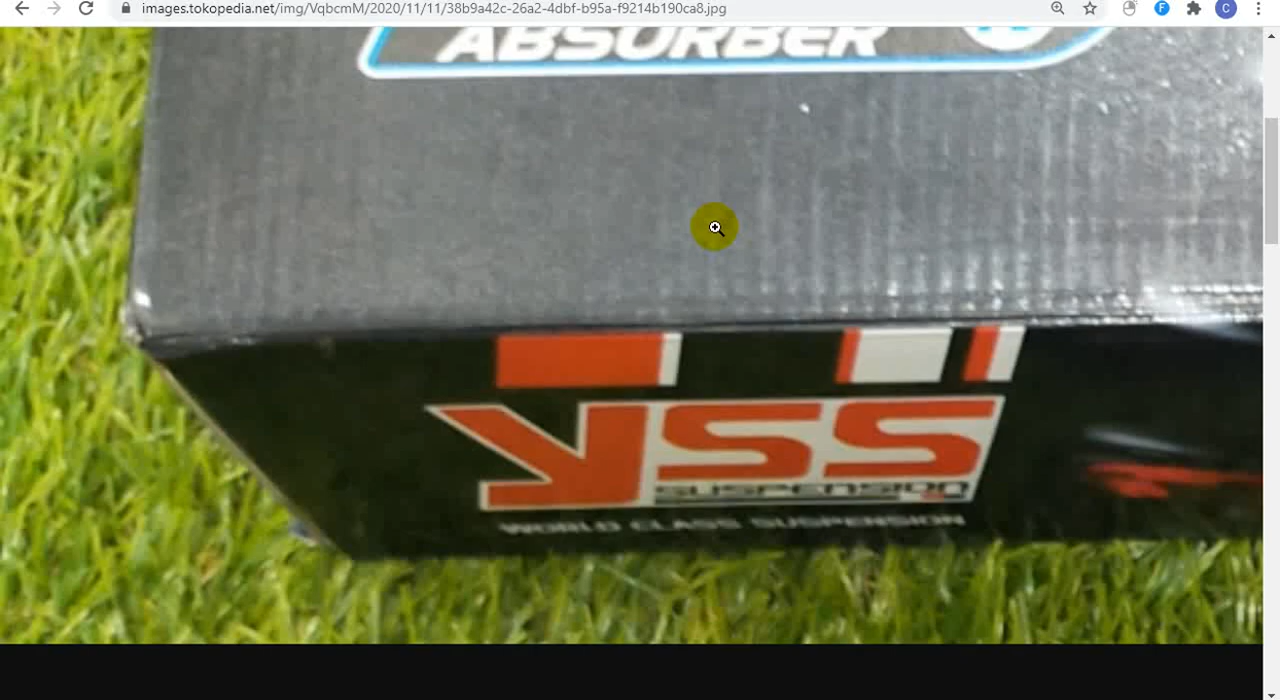 images.tokopedia.net/img/VqbcmM/2020/11/11/38b9a42c-26a2-4dbf-b95a-f9214b190ca8.jpg
F
C
ABSORBER
YSS
SUSPENSION
WORLD CLASS SUSPENSION